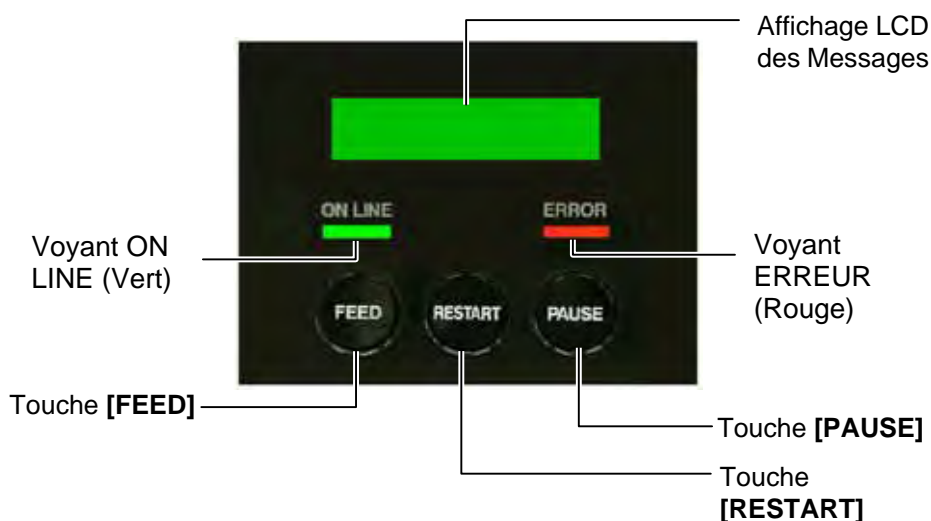 Affichage LCD
des Messages
ON LINE
ERROR
Voyant ON
LINE (Vert)
Voyant
ERREUR
(Rouge)
FEED
RESTART
PAUSE
Touche [FEED]
Touche [PAUSE]
Touche
[RESTART]